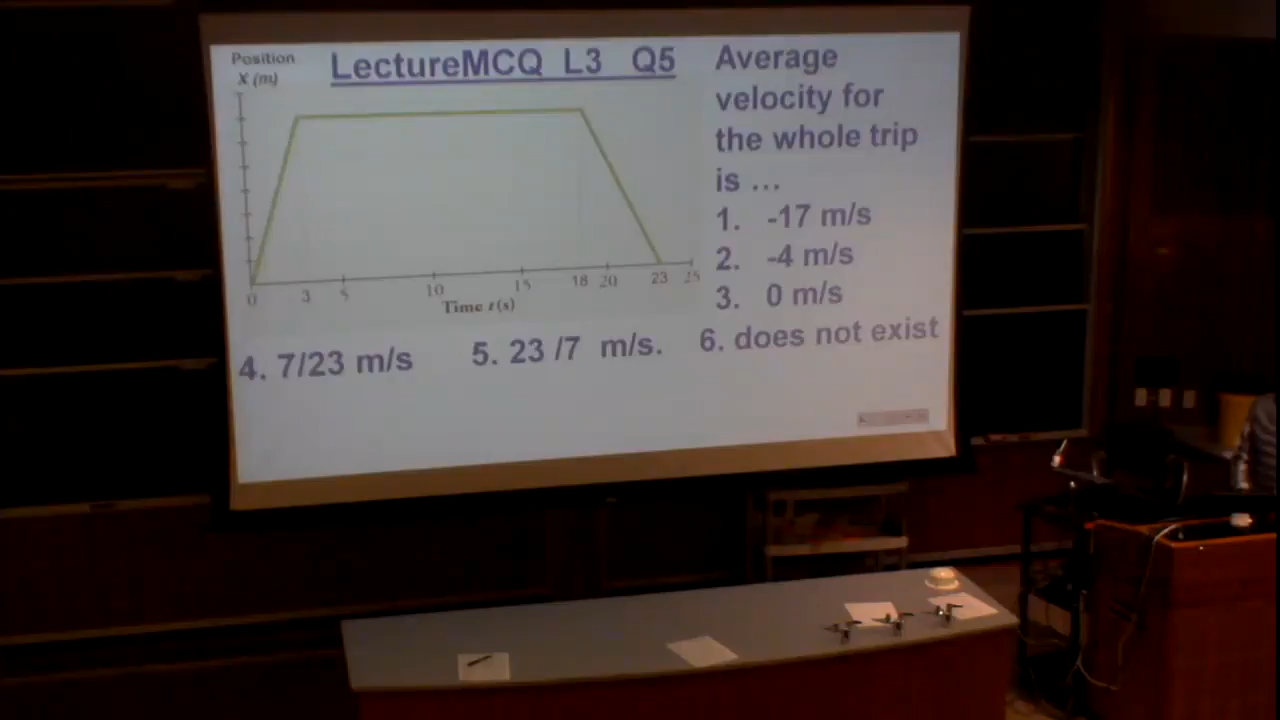 Position
X (m)
LectureMCQ L3 Q5
Average
velocity for
the whole trip
is ...
1. -17 m/s
2. -4 m/s
3. 0 m/s
0 3 5 10 15 18 20 23 25
Time t(s)
4. 7/23 m/s 5. 23 /7 m/s. 6. does not exist